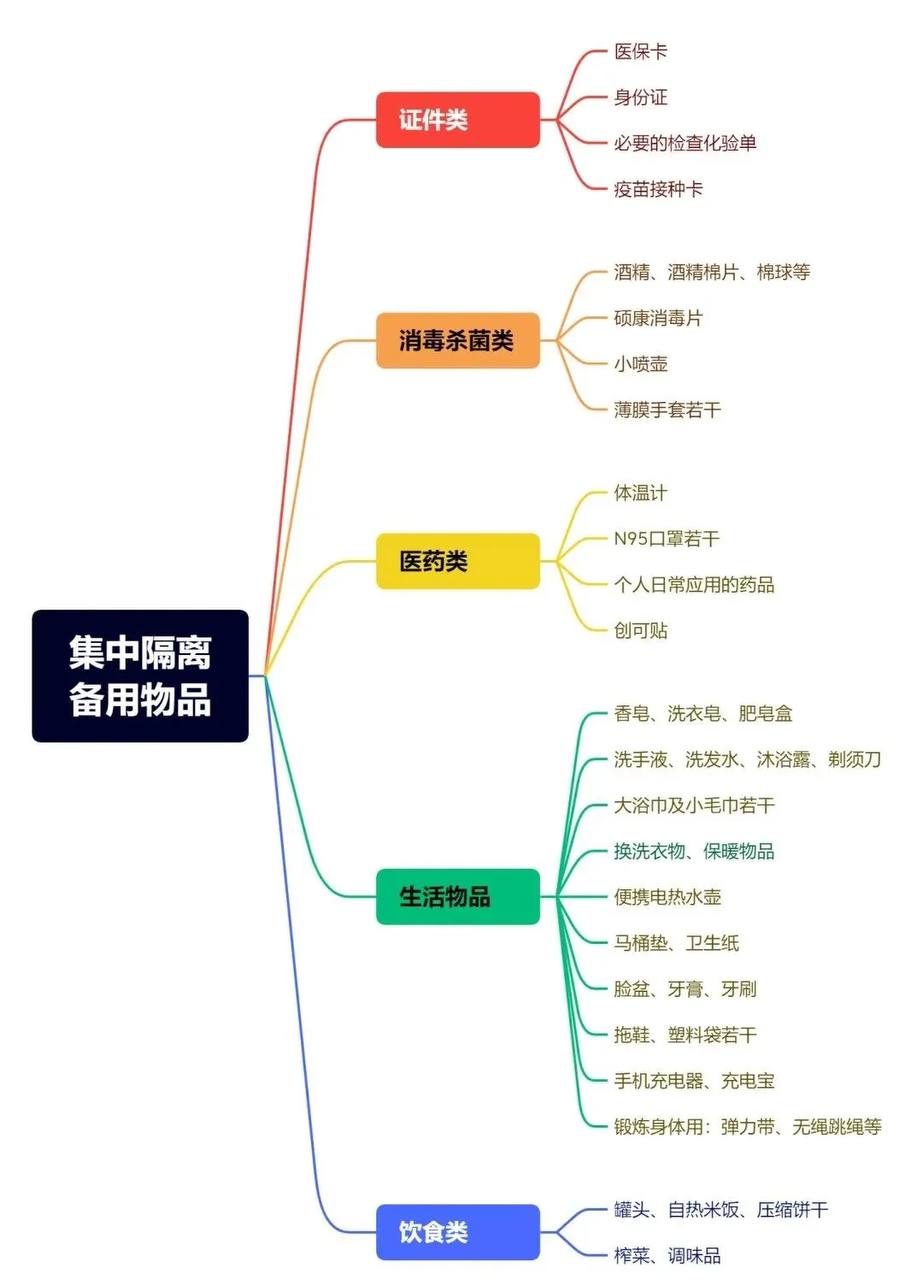 集中隔离
备用物品
证件类
医保卡
身份证
必要的检查化验单
疫苗接种卡
消毒杀菌类
酒精、酒精棉片、棉球等
硕康消毒片
小喷壶
薄膜手套若干
医药类
体温计
N95口罩若干
个人日常应用的药品
创可贴
生活物品
香皂、洗衣皂、肥皂盒
洗手液、洗发水、沐浴露、剃须刀
大浴巾及小毛巾若干
换洗衣物、保暖物品
便携电热水壶
马桶垫、卫生纸
脸盆、牙膏、牙刷
拖鞋、塑料袋若干
手机充电器、充电宝
锻炼身体用：弹力带、无绳跳绳等
饮食类
罐头、自热米饭、压缩饼干
榨菜、调味品